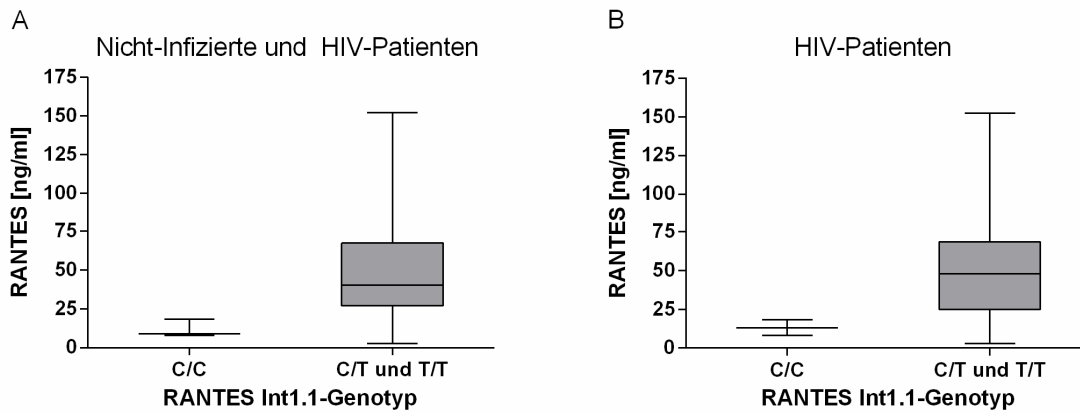 A
Nicht-Infizierte und HIV-Patienten
175
150
125
100
75
50
25
0
RANTES [ng/ml]
C/C
C/T und T/T
RANTES Int1.1-Genotyp
B
HIV-Patienten
175
150
125
100
75
50
25
0
RANTES [ng/ml]
C/C
C/T und T/T
RANTES Int1.1-Genotyp